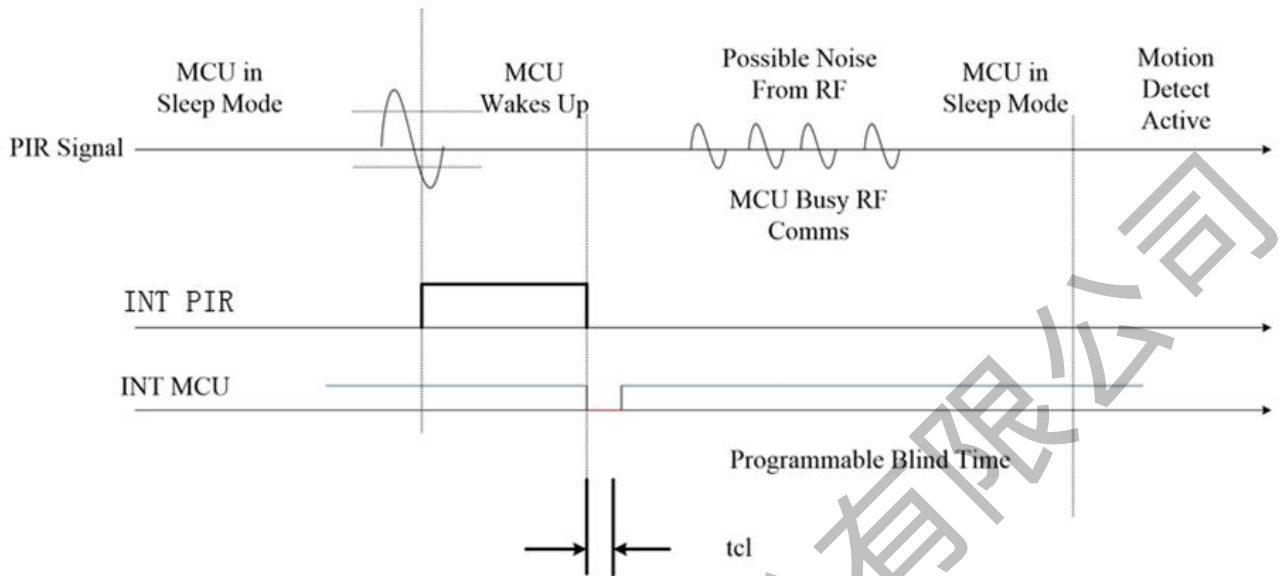 MCU in
Sleep Mode
MCU
Wakes Up
Possible Noise
From RF
MCU in
Sleep Mode
Motion
Detect
Active
PIR Signal
MCU Busy RF
Comms
INT PIR
INT MCU
Programmable Blind Time
tcl
有限公司